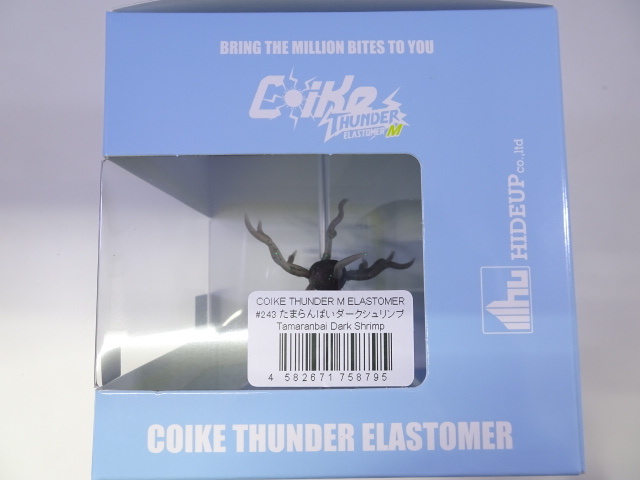 BRING THE MILLION BITES TO YOU
Coike
THUNDER
ELASTOMER M
HIDEUP co.,ltd
hu
COIKE THUNDER M ELASTOMER
#243 たまらんばいダークシュリンプ
Tamaranbai Dark Shrimp
4 582671 758795
COIKE THUNDER ELASTOMER